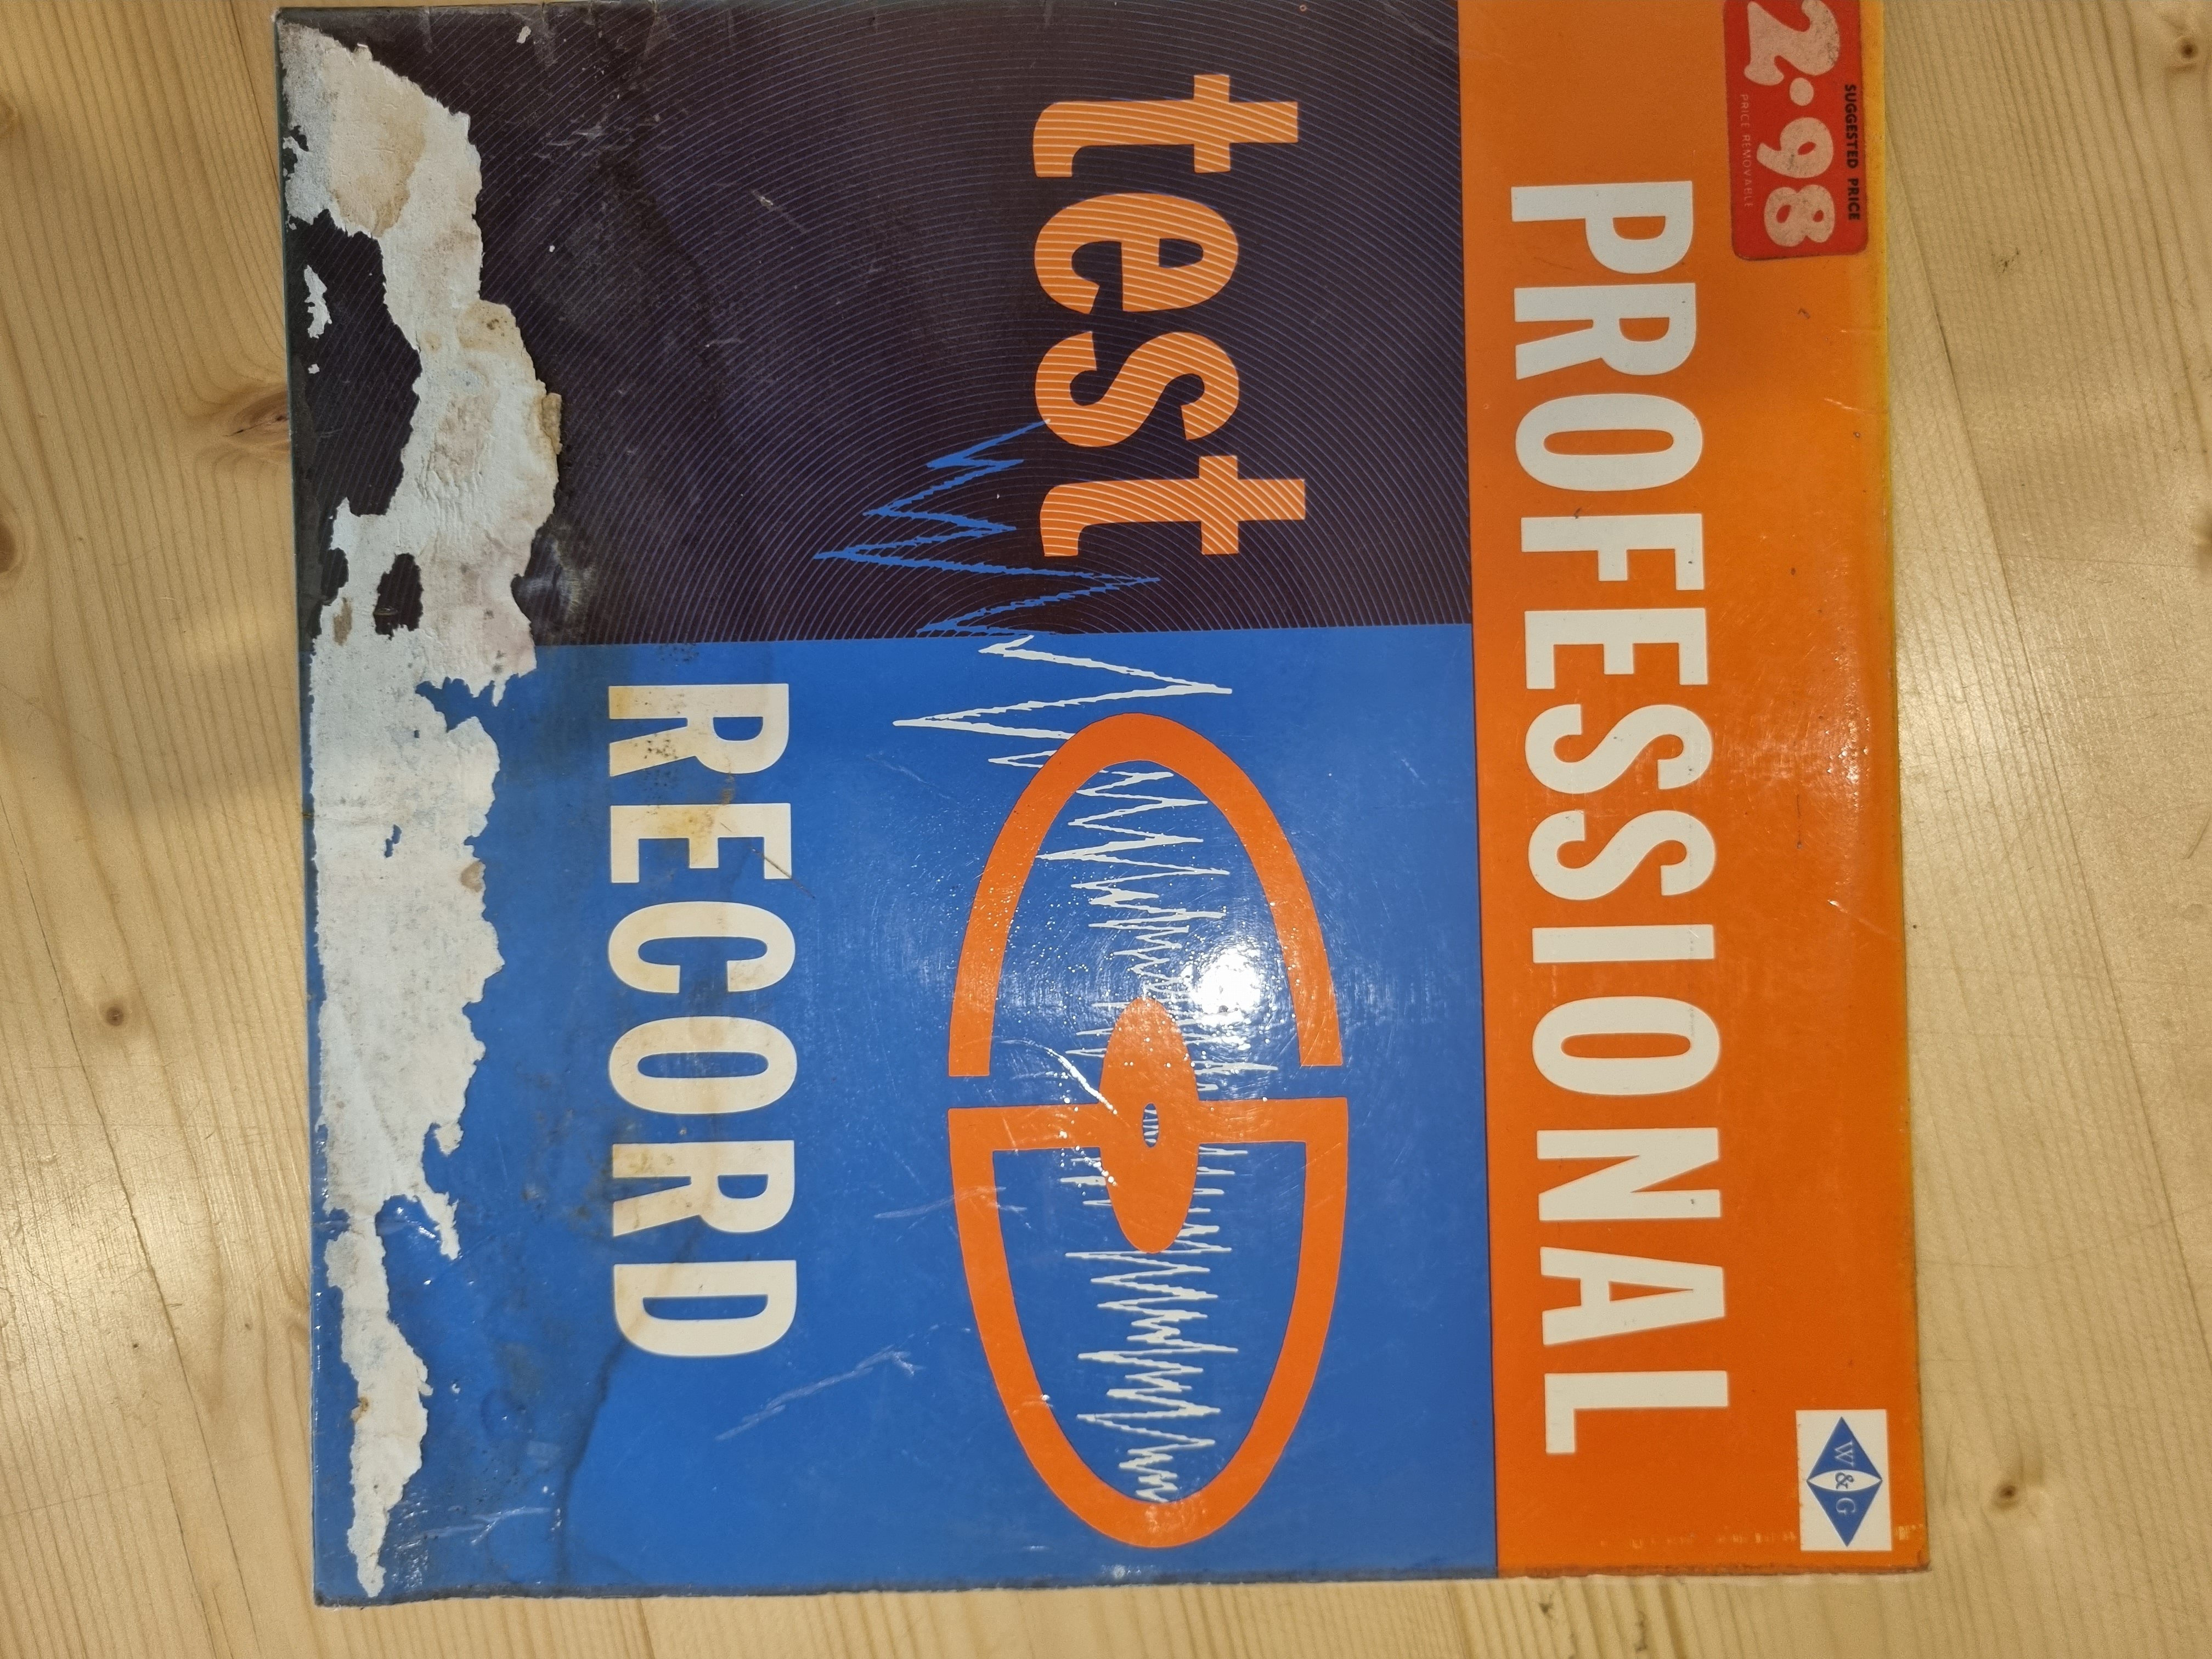 SUGGESTED PRICE
2·98
PRICE REMOVABLE
W & G
PROFESSIONAL
test
RECORD